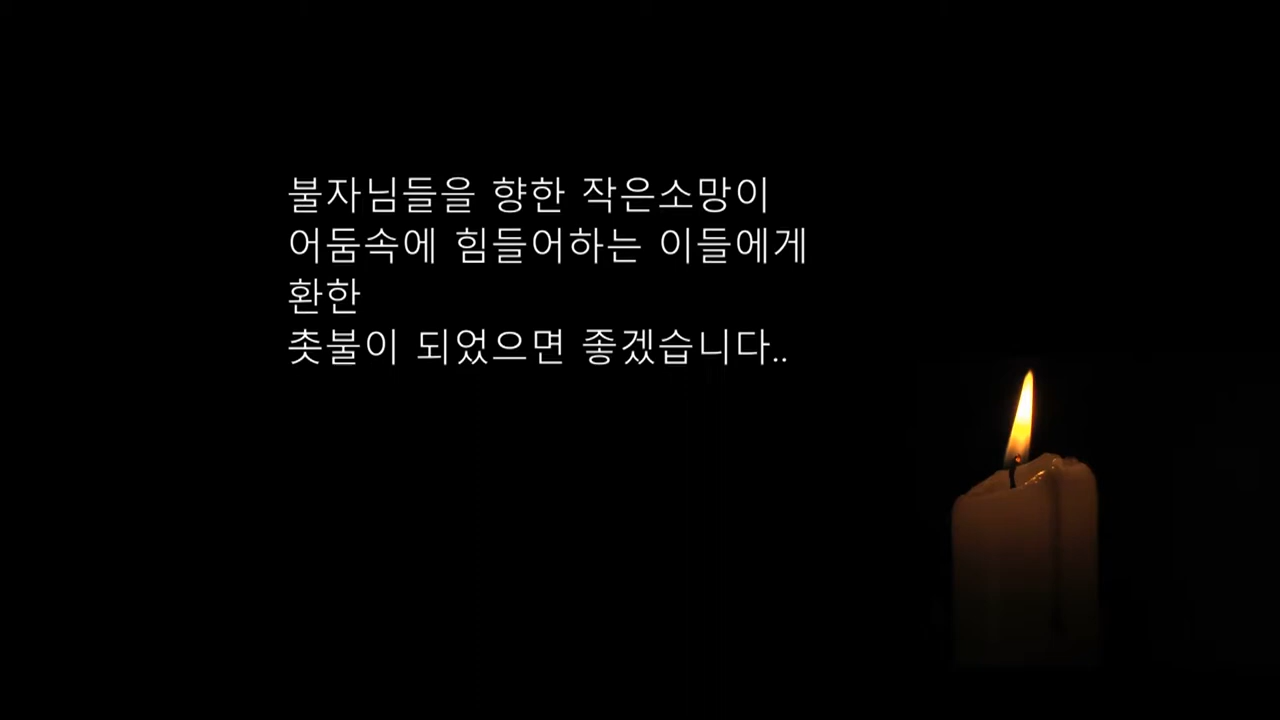 불자님들을 향한 작은소망이
어둠속에 힘들어하는 이들에게
환한
촛불이 되었으면 좋겠습니다..